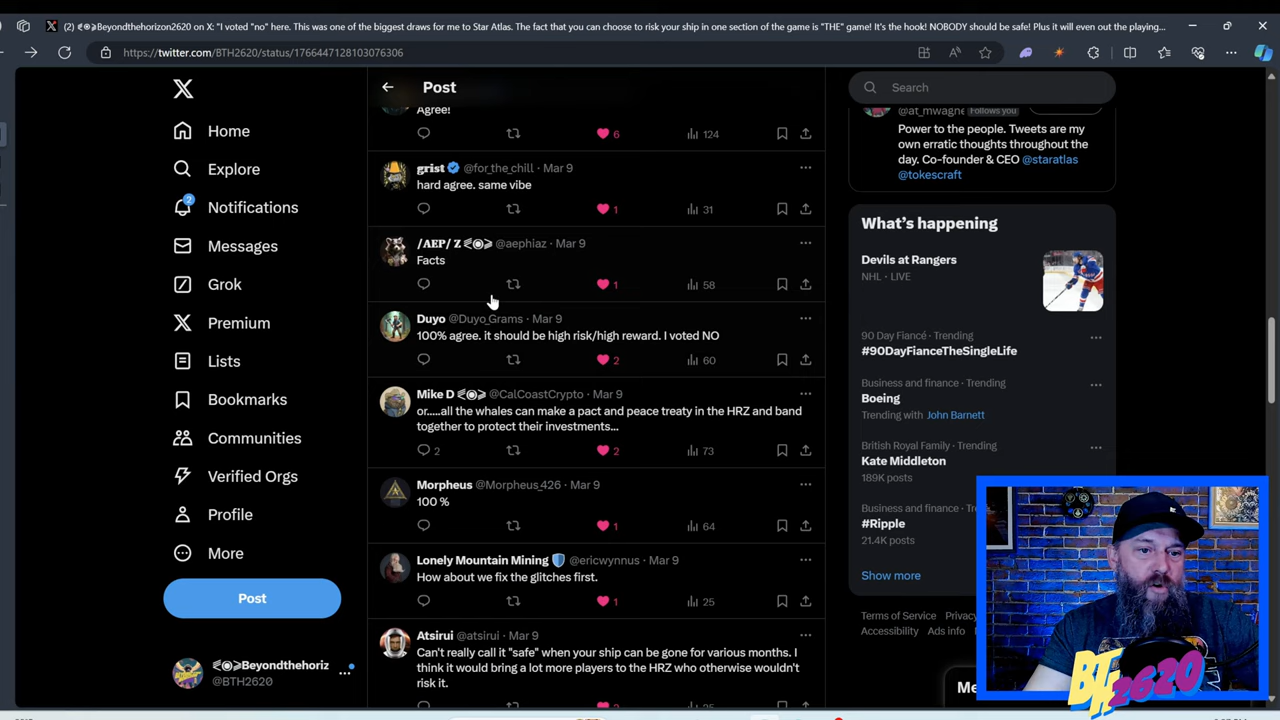 (2) Beyondthehorizon2620 on X: "I voted "no" here. This was one of the biggest draws for me to Star Atlas. The fact that you can choose to risk your ship in one section of the game is "THE" game! It's the hook! NOBODY should be safe! Plus it will even out the playing...
https://twitter.com/BTH2620/status/1766447128103076306
X
Home
Explore
2
Notifications
Messages
Grok
Premium
Lists
Bookmarks
Communities
Verified Orgs
Profile
More
Post
Beyondthehoriz
@BTH2620
Post
Agree!
6
124
grist @for_the_chill · Mar 9
hard agree. same vibe
1
31
/AEP/ Z @aephiaz · Mar 9
Facts
1
58
Duyo @Duyo_Grams · Mar 9
100% agree. it should be high risk/high reward. I voted NO
2
60
Mike D @CalCoastCrypto · Mar 9
or.....all the whales can make a pact and peace treaty in the HRZ and band
together to protect their investments...
2
2
73
Morpheus @Morpheus_426 · Mar 9
100 %
1
64
Lonely Mountain Mining @ericwynnus · Mar 9
How about we fix the glitches first.
1
25
Atsirui @atsirui · Mar 9
Can't really call it "safe" when your ship can be gone for various months. I
think it would bring a lot more players to the HRZ who otherwise wouldn't
risk it.
Search
@at_mwagne Follows you
Power to the people. Tweets are my
own erratic thoughts throughout the
day. Co-founder & CEO @staratlas
@tokescraft
What's happening
Devils at Rangers
NHL · LIVE
90 Day Fiancé · Trending
#90DayFianceTheSingleLife
Business and finance · Trending
Boeing
Trending with John Barnett
British Royal Family · Trending
Kate Middleton
189K posts
Business and finance · Tren
#Ripple
21.4K posts
Show more
Terms of Service Privacy
Accessibility Ads info
Me
BTH2620